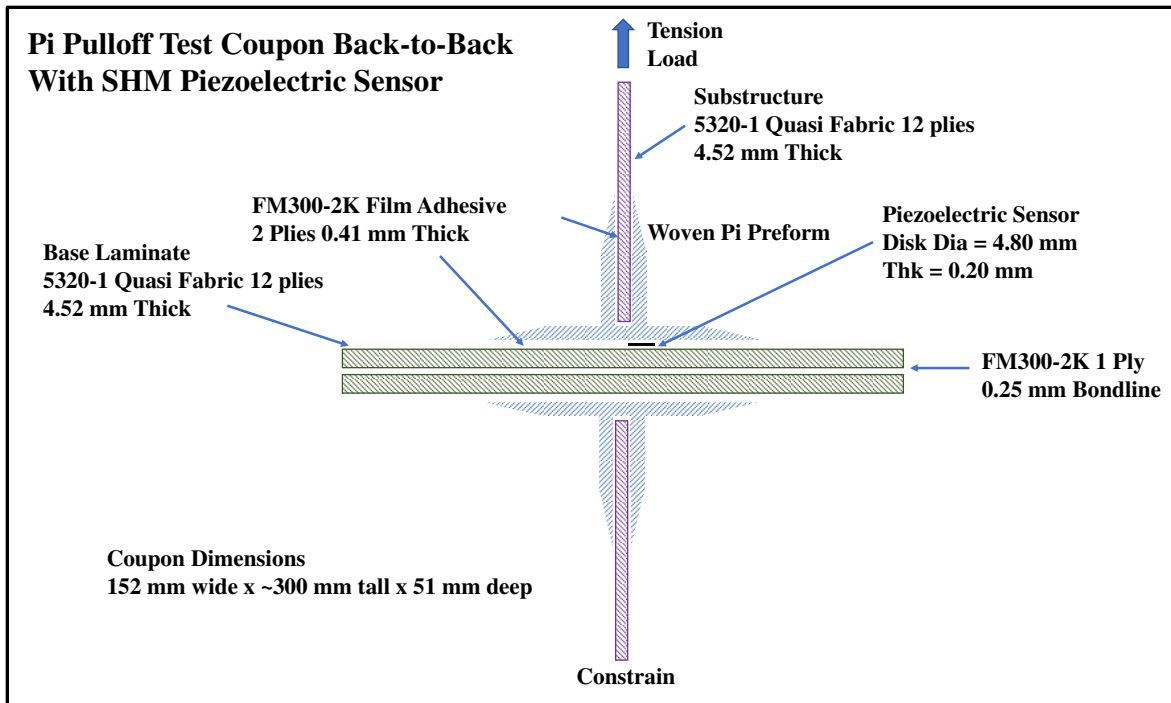 Pi Pulloff Test Coupon Back-to-Back
With SHM Piezoelectric Sensor
Tension
Load
Substructure
5320-1 Quasi Fabric 12 plies
4.52 mm Thick
FM300-2K Film Adhesive
2 Plies 0.41 mm Thick
Woven Pi Preform
Piezoelectric Sensor
Disk Dia = 4.80 mm
Thk = 0.20 mm
Base Laminate
5320-1 Quasi Fabric 12 plies
4.52 mm Thick
FM300-2K 1 Ply
0.25 mm Bondline
Coupon Dimensions
152 mm wide x ~300 mm tall x 51 mm deep
Constrain